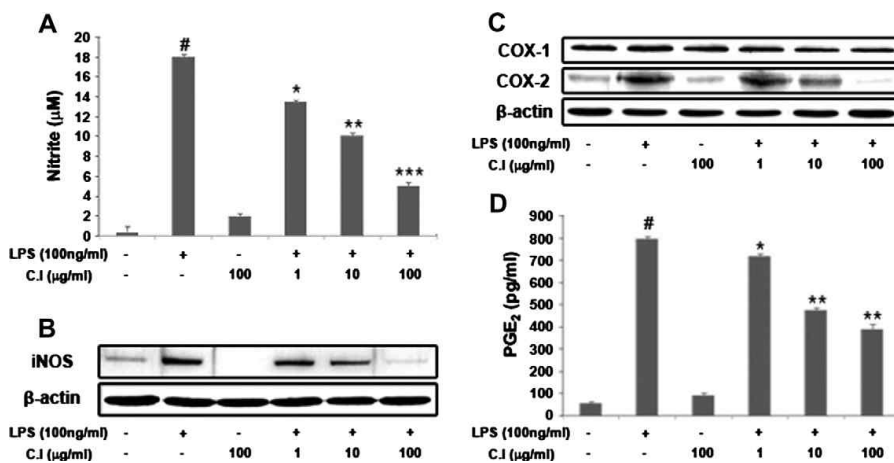 A
Nitrite (μM)
20
18
16
14
12
10
8
6
4
2
0
#
*
**
***
LPS (100ng/ml) - + - + + +
C.I (μg/ml) - - 100 1 10 100
B
iNOS
β-actin
LPS (100ng/ml) - + - + + +
C.I (μg/ml) - - 100 1 10 100
C
COX-1
COX-2
β-actin
LPS (100ng/ml) - + - + + +
C.I (μg/ml) - - 100 1 10 100
D
PGE₂ (pg/ml)
900
800
700
600
500
400
300
200
100
0
#
*
**
**
LPS (100ng/ml) - + - + + +
C.I (μg/ml) - - 100 1 10 100